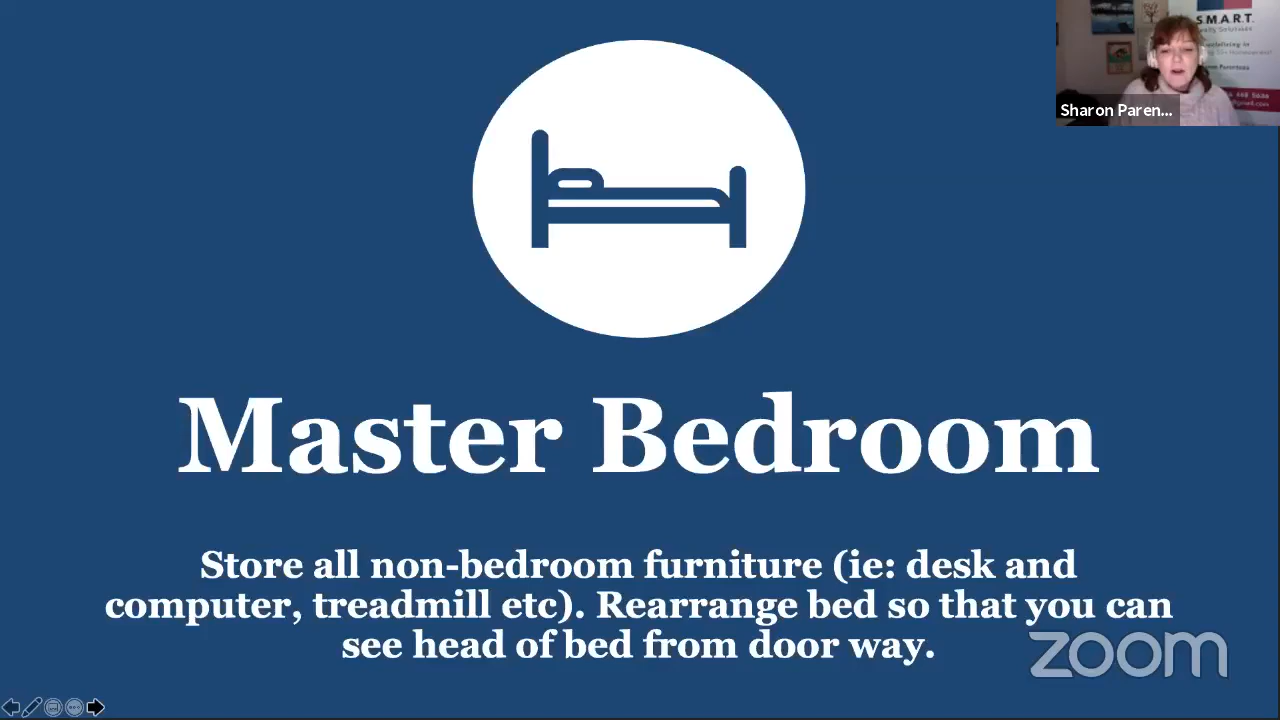 S.M.A.R.T.
Sharon Paren...
Master Bedroom
Store all non-bedroom furniture (ie: desk and
computer, treadmill etc). Rearrange bed so that you can
see head of bed from door way.
zoom